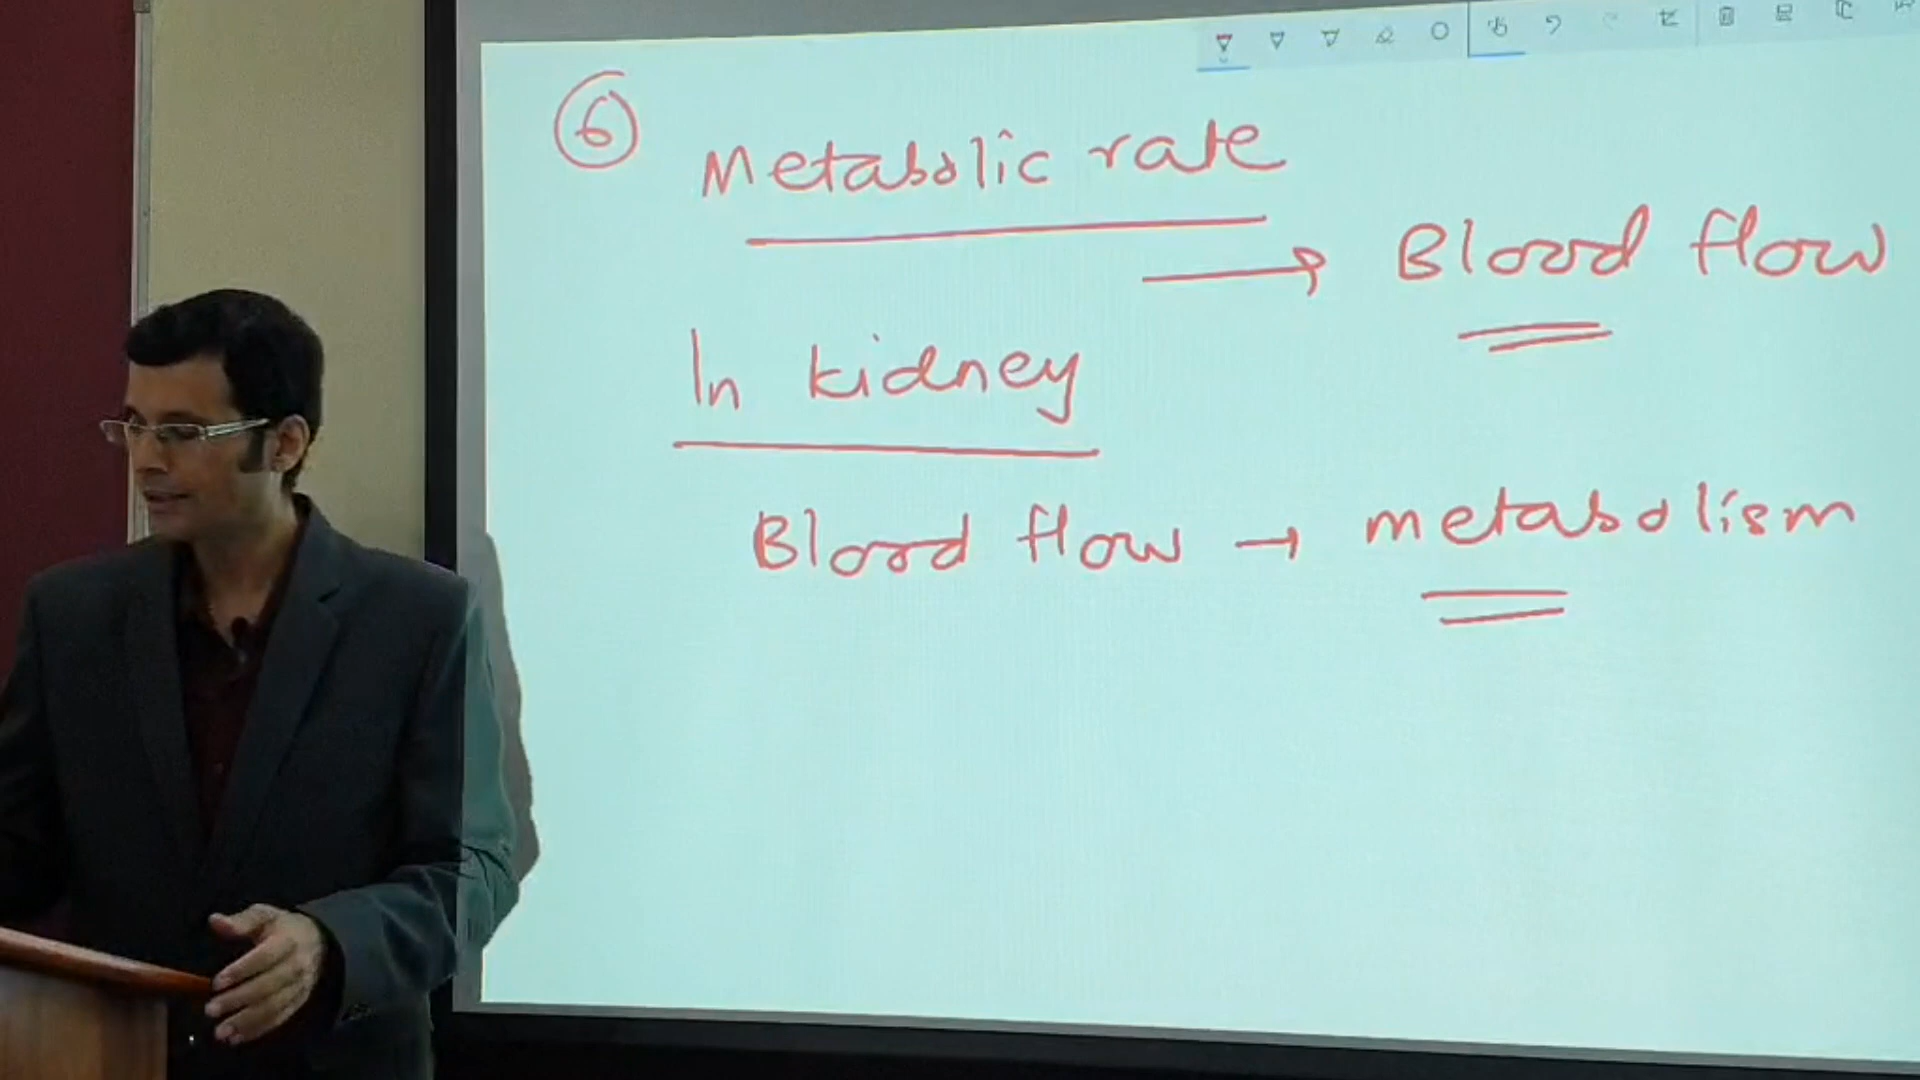 6
Metabolic rate
→ Blood flow
In kidney
Blood flow → metabolism